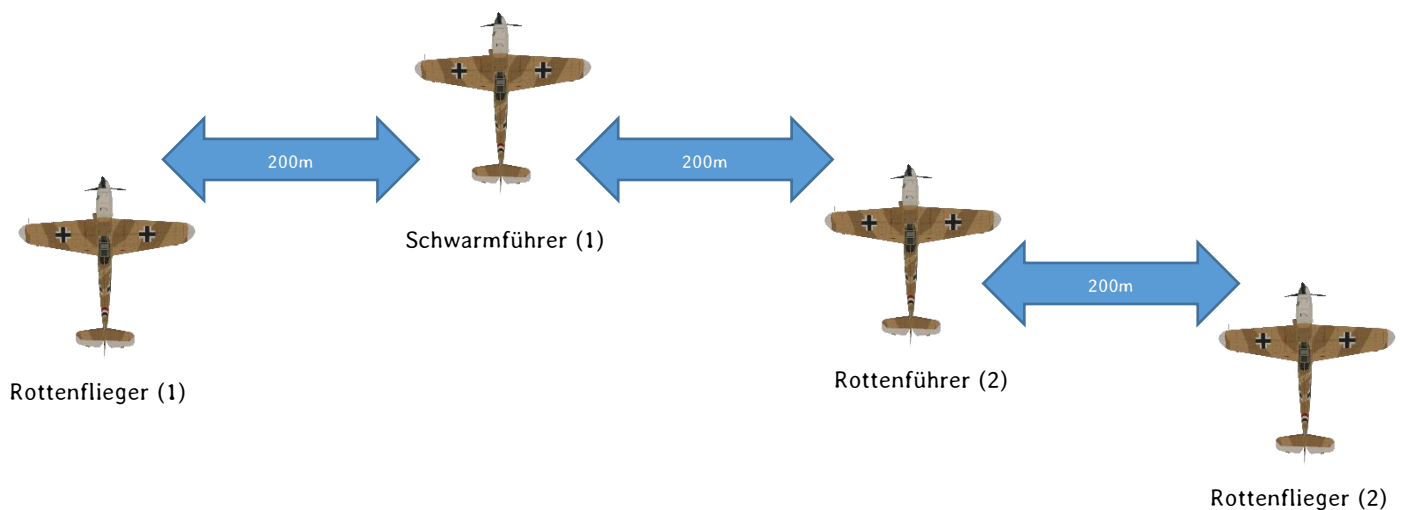 200m
200m
Schwarmführer (1)
200m
Rottenführer (2)
Rottenflieger (1)
Rottenflieger (2)